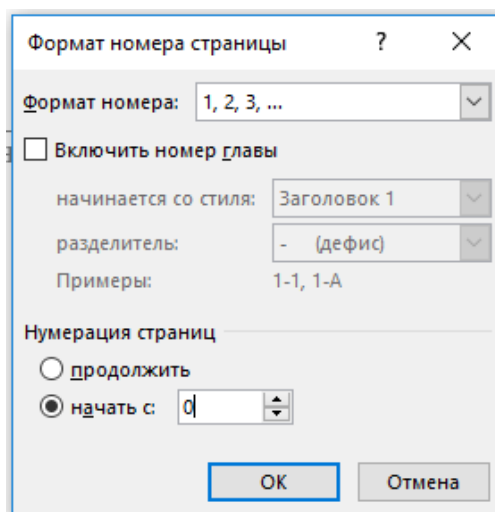 Формат номера страницы ? ×
Формат номера: 1, 2, 3, ...
Включить номер главы
начинается со стиля: Заголовок 1
разделитель: - (дефис)
Примеры: 1-1, 1-A
Нумерация страниц
продолжить
начать с: 0
ОК Отмена